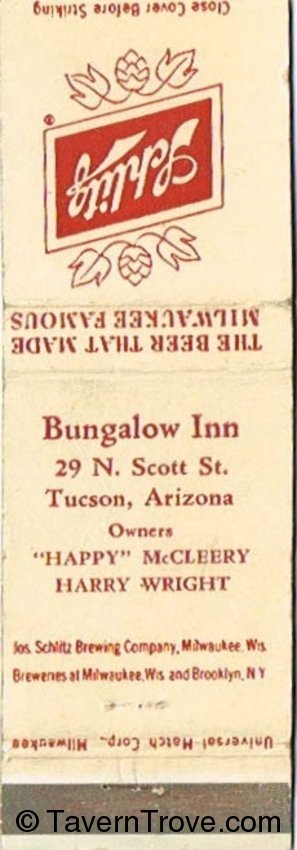 Close Cover Before Striking
Schlitz
®
THE BEER THAT MADE
MILWAUKEE FAMOUS
Bungalow Inn
29 N. Scott St.
Tucson, Arizona
Owners
"HAPPY" McCLEERY
HARRY WRIGHT
Jos. Schlitz Brewing Company, Milwaukee, Wis.
Breweries at Milwaukee, Wis. and Brooklyn, N.Y.
Universal Match Corp., Milwaukee
© TavernTrove.com